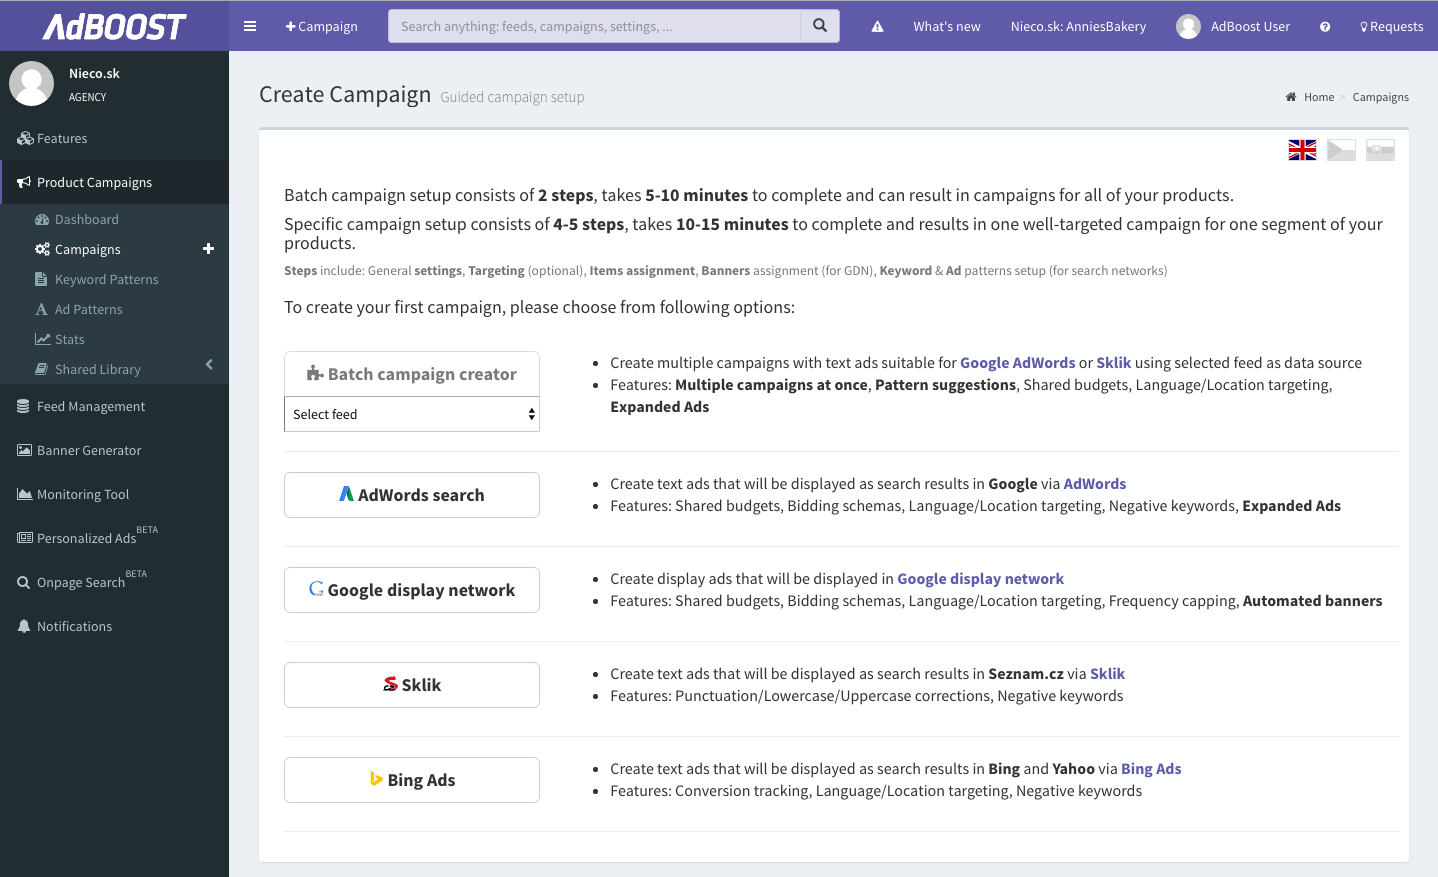 AdBOOST
Campaign
Search anything: feeds, campaigns, settings, ...
What's new
Nieco.sk: AnniesBakery
AdBoost User
Requests
Nieco.sk
AGENCY
Features
Product Campaigns
Dashboard
Campaigns
Keyword Patterns
Ad Patterns
Stats
Shared Library
Feed Management
Banner Generator
Monitoring Tool
Personalized Ads BETA
Onpage Search BETA
Notifications
Create Campaign Guided campaign setup
Home > Campaigns
Batch campaign setup consists of 2 steps, takes 5-10 minutes to complete and can result in campaigns for all of your products.
Specific campaign setup consists of 4-5 steps, takes 10-15 minutes to complete and results in one well-targeted campaign for one segment of your
products.
Steps include: General settings, Targeting (optional), Items assignment, Banners assignment (for GDN), Keyword & Ad patterns setup (for search networks)
To create your first campaign, please choose from following options:
Batch campaign creator
Select feed
• Create multiple campaigns with text ads suitable for Google AdWords or Sklik using selected feed as data source
• Features: Multiple campaigns at once, Pattern suggestions, Shared budgets, Language/Location targeting,
Expanded Ads
AdWords search
• Create text ads that will be displayed as search results in Google via AdWords
• Features: Shared budgets, Bidding schemas, Language/Location targeting, Negative keywords, Expanded Ads
Google display network
• Create display ads that will be displayed in Google display network
• Features: Shared budgets, Bidding schemas, Language/Location targeting, Frequency capping, Automated banners
Sklik
• Create text ads that will be displayed as search results in Seznam.cz via Sklik
• Features: Punctuation/Lowercase/Uppercase corrections, Negative keywords
Bing Ads
• Create text ads that will be displayed as search results in Bing and Yahoo via Bing Ads
• Features: Conversion tracking, Language/Location targeting, Negative keywords